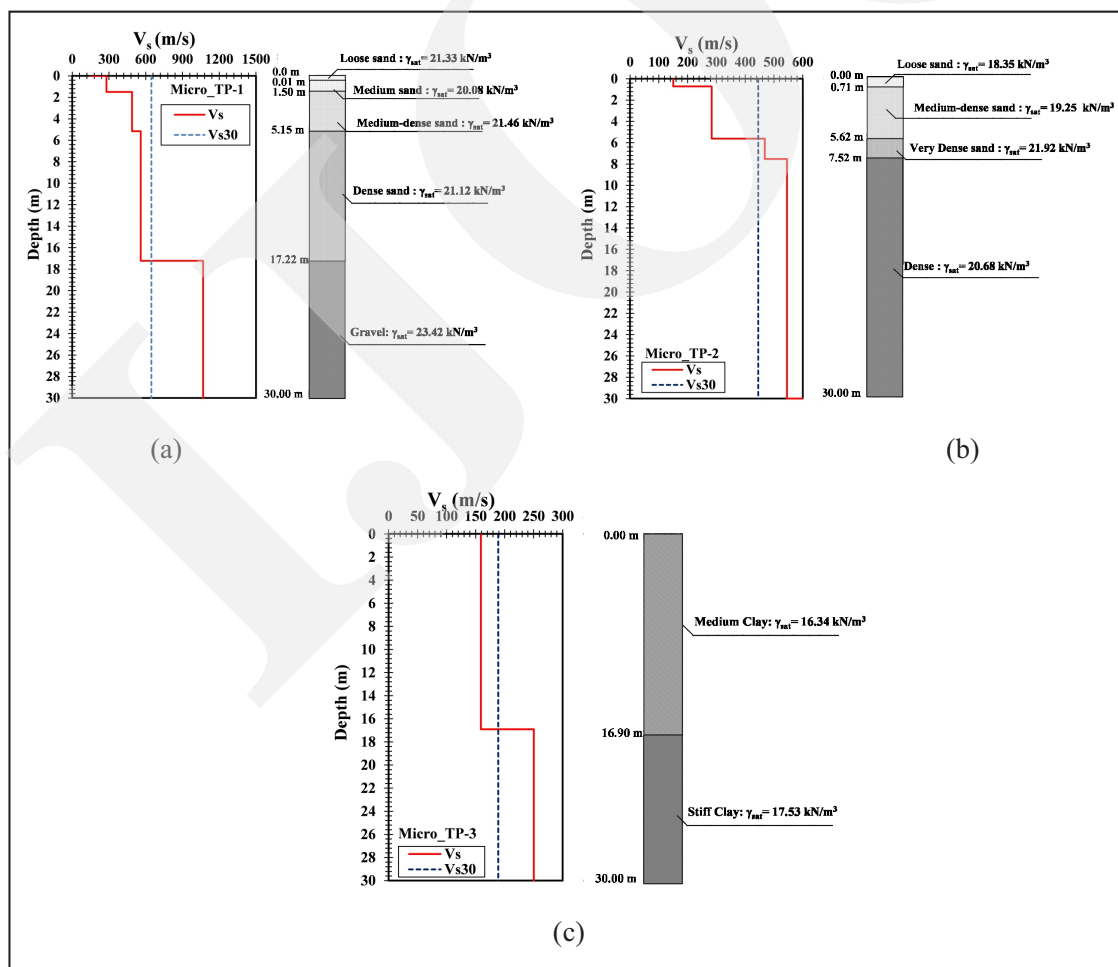 V_s (m/s)
0 300 600 900 1200 1500
0
2
4
6
8
10
12
14
16
18
20
22
24
26
28
30
Depth (m)
Micro_TP-1
Vs
Vs30
0.0 m
0.01 m
1.50 m
5.15 m
17.22 m
30.00 m
Loose sand : γsat= 21.33 kN/m³
Medium sand : γsat= 20.08 kN/m³
Medium-dense sand : γsat= 21.46 kN/m³
Dense sand : γsat= 21.12 kN/m³
Gravel: γsat= 23.42 kN/m³
(a)
V_s (m/s)
0 100 200 300 400 500 600
0
2
4
6
8
10
12
14
16
18
20
22
24
26
28
30
Depth (m)
Micro_TP-2
Vs
Vs30
0.00 m
0.71 m
5.62 m
7.52 m
30.00 m
Loose sand : γsat= 18.35 kN/m³
Medium-dense sand : γsat= 19.25 kN/m³
Very Dense sand : γsat= 21.92 kN/m³
Dense : γsat= 20.68 kN/m³
(b)
V_s (m/s)
0 50 100 150 200 250 300
0
2
4
6
8
10
12
14
16
18
20
22
24
26
28
30
Depth (m)
Micro_TP-3
Vs
Vs30
0.00 m
16.90 m
30.00 m
Medium Clay: γsat= 16.34 kN/m³
Stiff Clay: γsat= 17.53 kN/m³
(c)